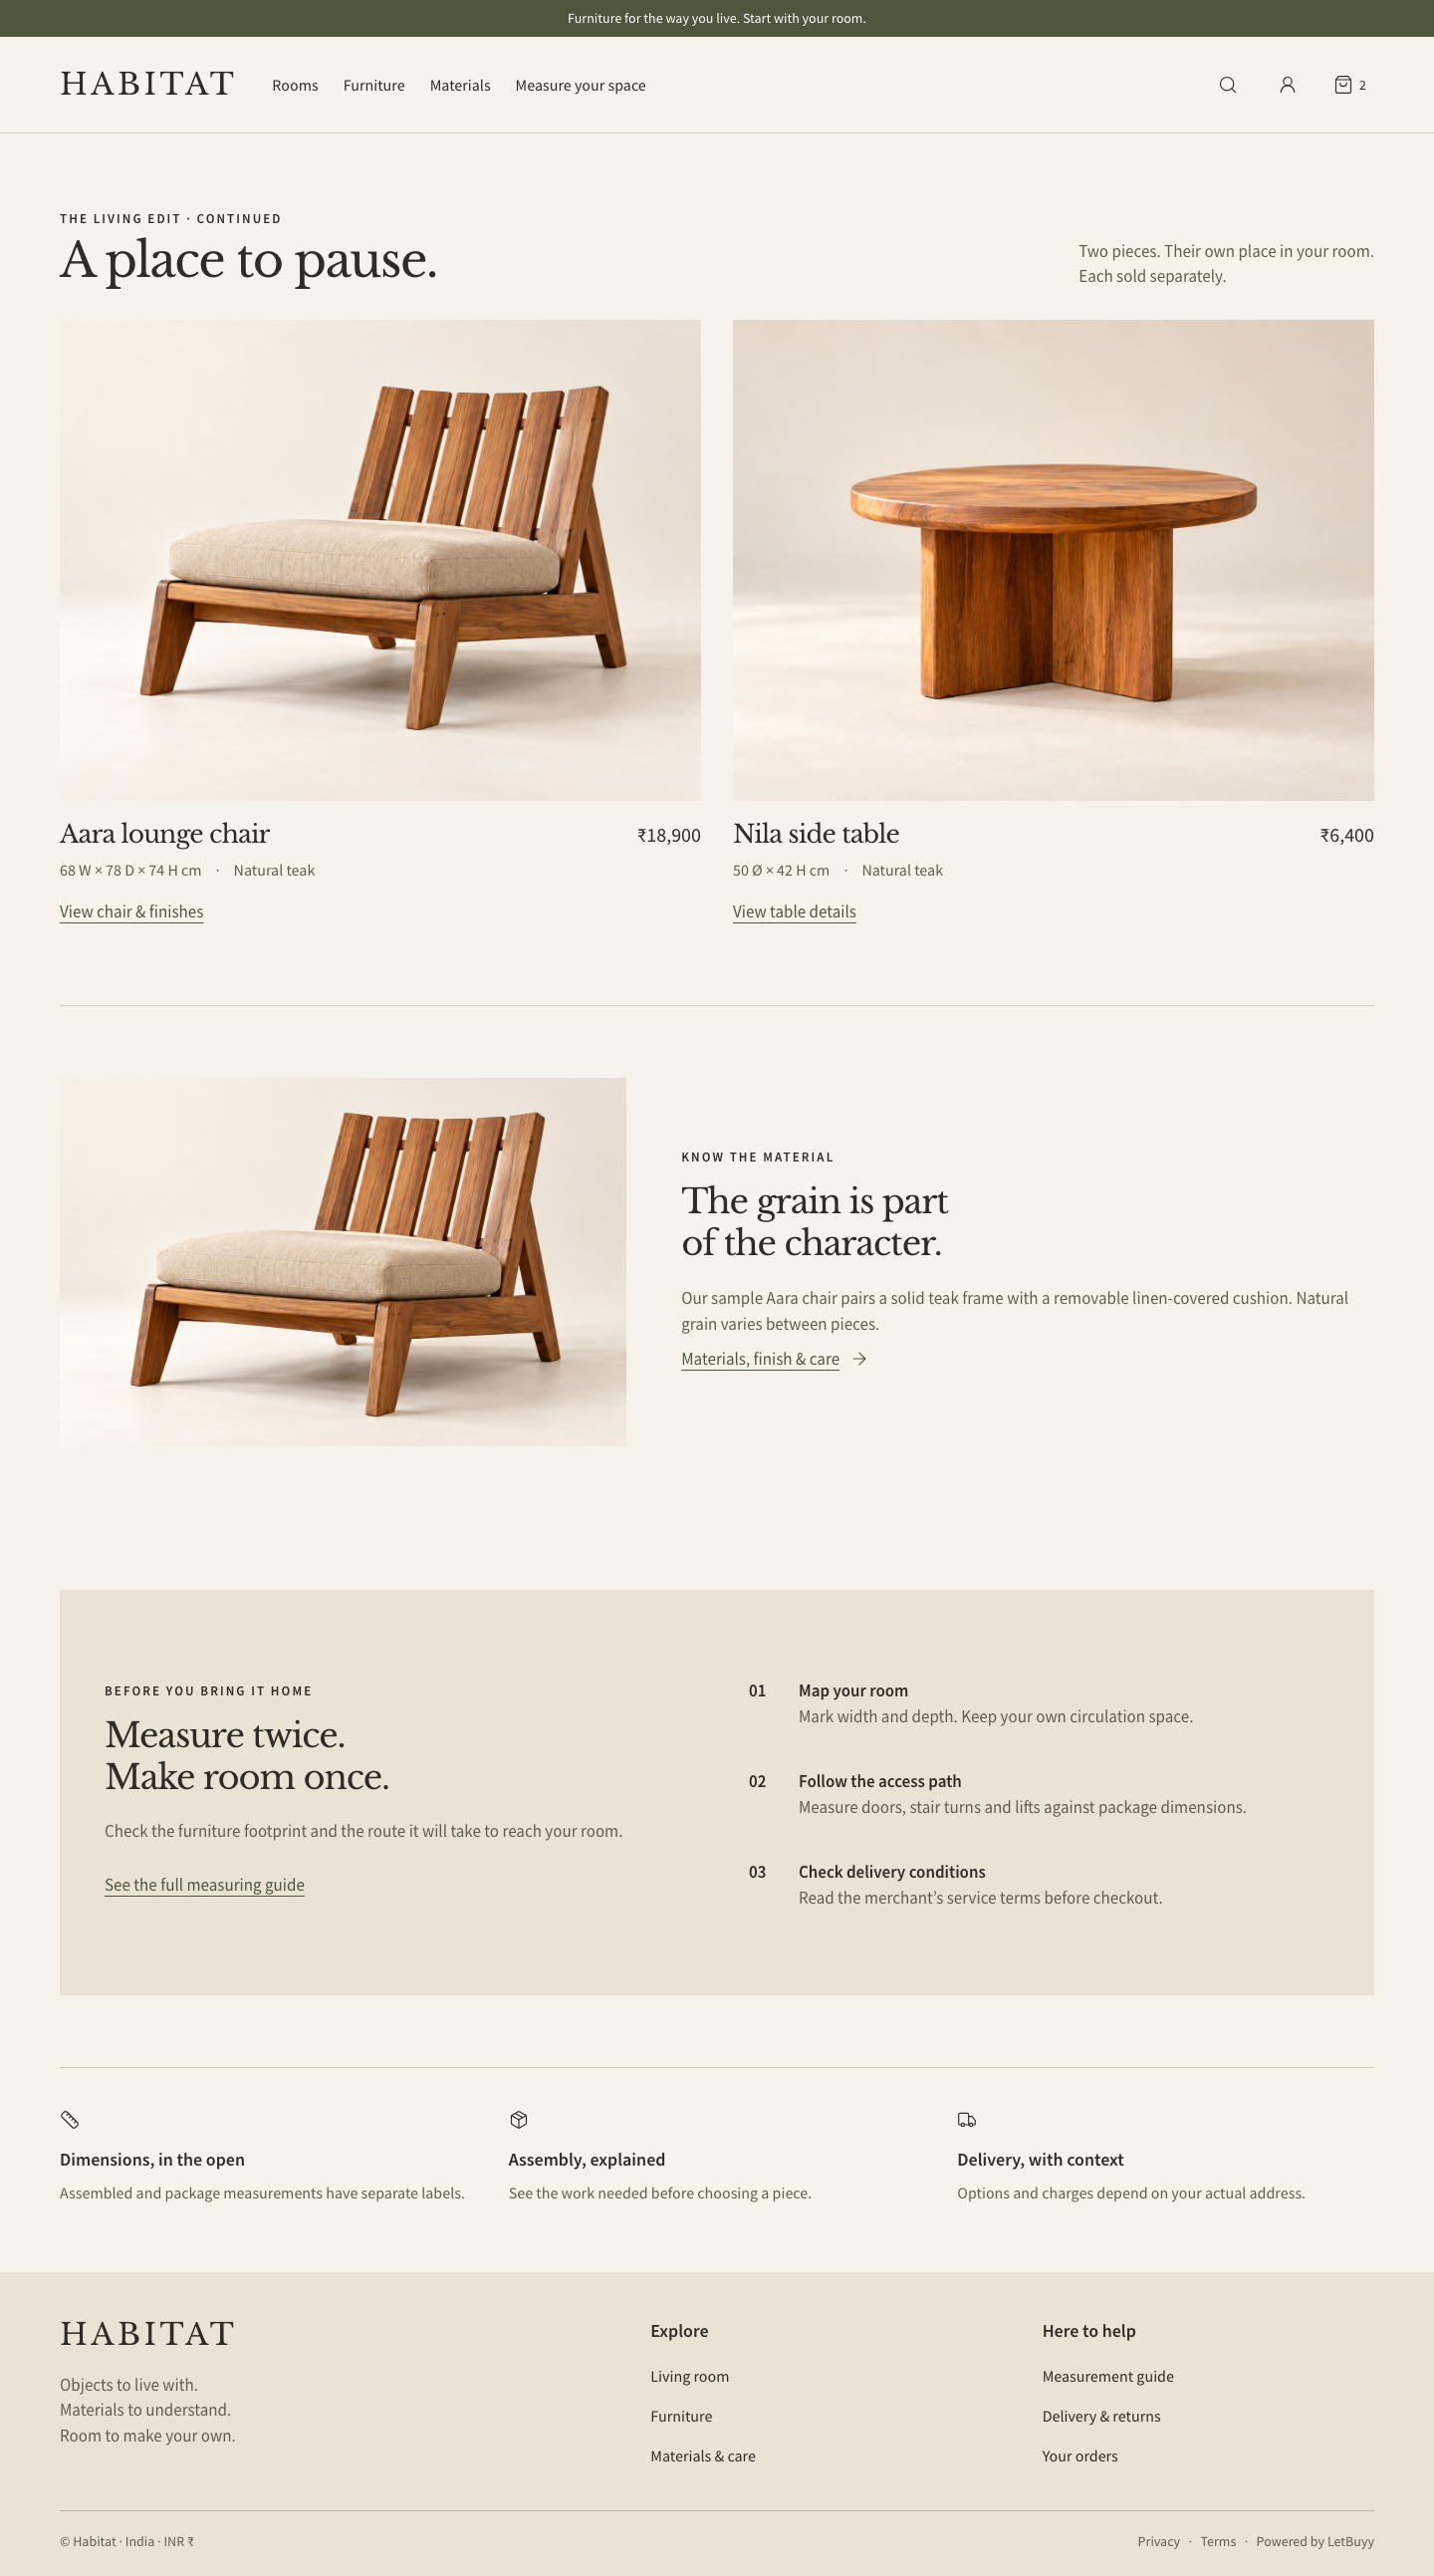 Furniture for the way you live. Start with your room.
HABITAT
Rooms
Furniture
Materials
Measure your space
2
THE LIVING EDIT · CONTINUED
A place to pause.
Two pieces. Their own place in your room.
Each sold separately.
Aara lounge chair
₹18,900
68 W × 78 D × 74 H cm · Natural teak
View chair & finishes
Nila side table
₹6,400
50 Ø × 42 H cm · Natural teak
View table details
KNOW THE MATERIAL
The grain is part
of the character.
Our sample Aara chair pairs a solid teak frame with a removable linen-covered cushion. Natural
grain varies between pieces.
Materials, finish & care →
BEFORE YOU BRING IT HOME
Measure twice.
Make room once.
Check the furniture footprint and the route it will take to reach your room.
See the full measuring guide
01 Map your room
Mark width and depth. Keep your own circulation space.
02 Follow the access path
Measure doors, stair turns and lifts against package dimensions.
03 Check delivery conditions
Read the merchant’s service terms before checkout.
Dimensions, in the open
Assembled and package measurements have separate labels.
Assembly, explained
See the work needed before choosing a piece.
Delivery, with context
Options and charges depend on your actual address.
HABITAT
Objects to live with.
Materials to understand.
Room to make your own.
Explore
Living room
Furniture
Materials & care
Here to help
Measurement guide
Delivery & returns
Your orders
© Habitat · India · INR ₹
Privacy · Terms · Powered by LetBuyy